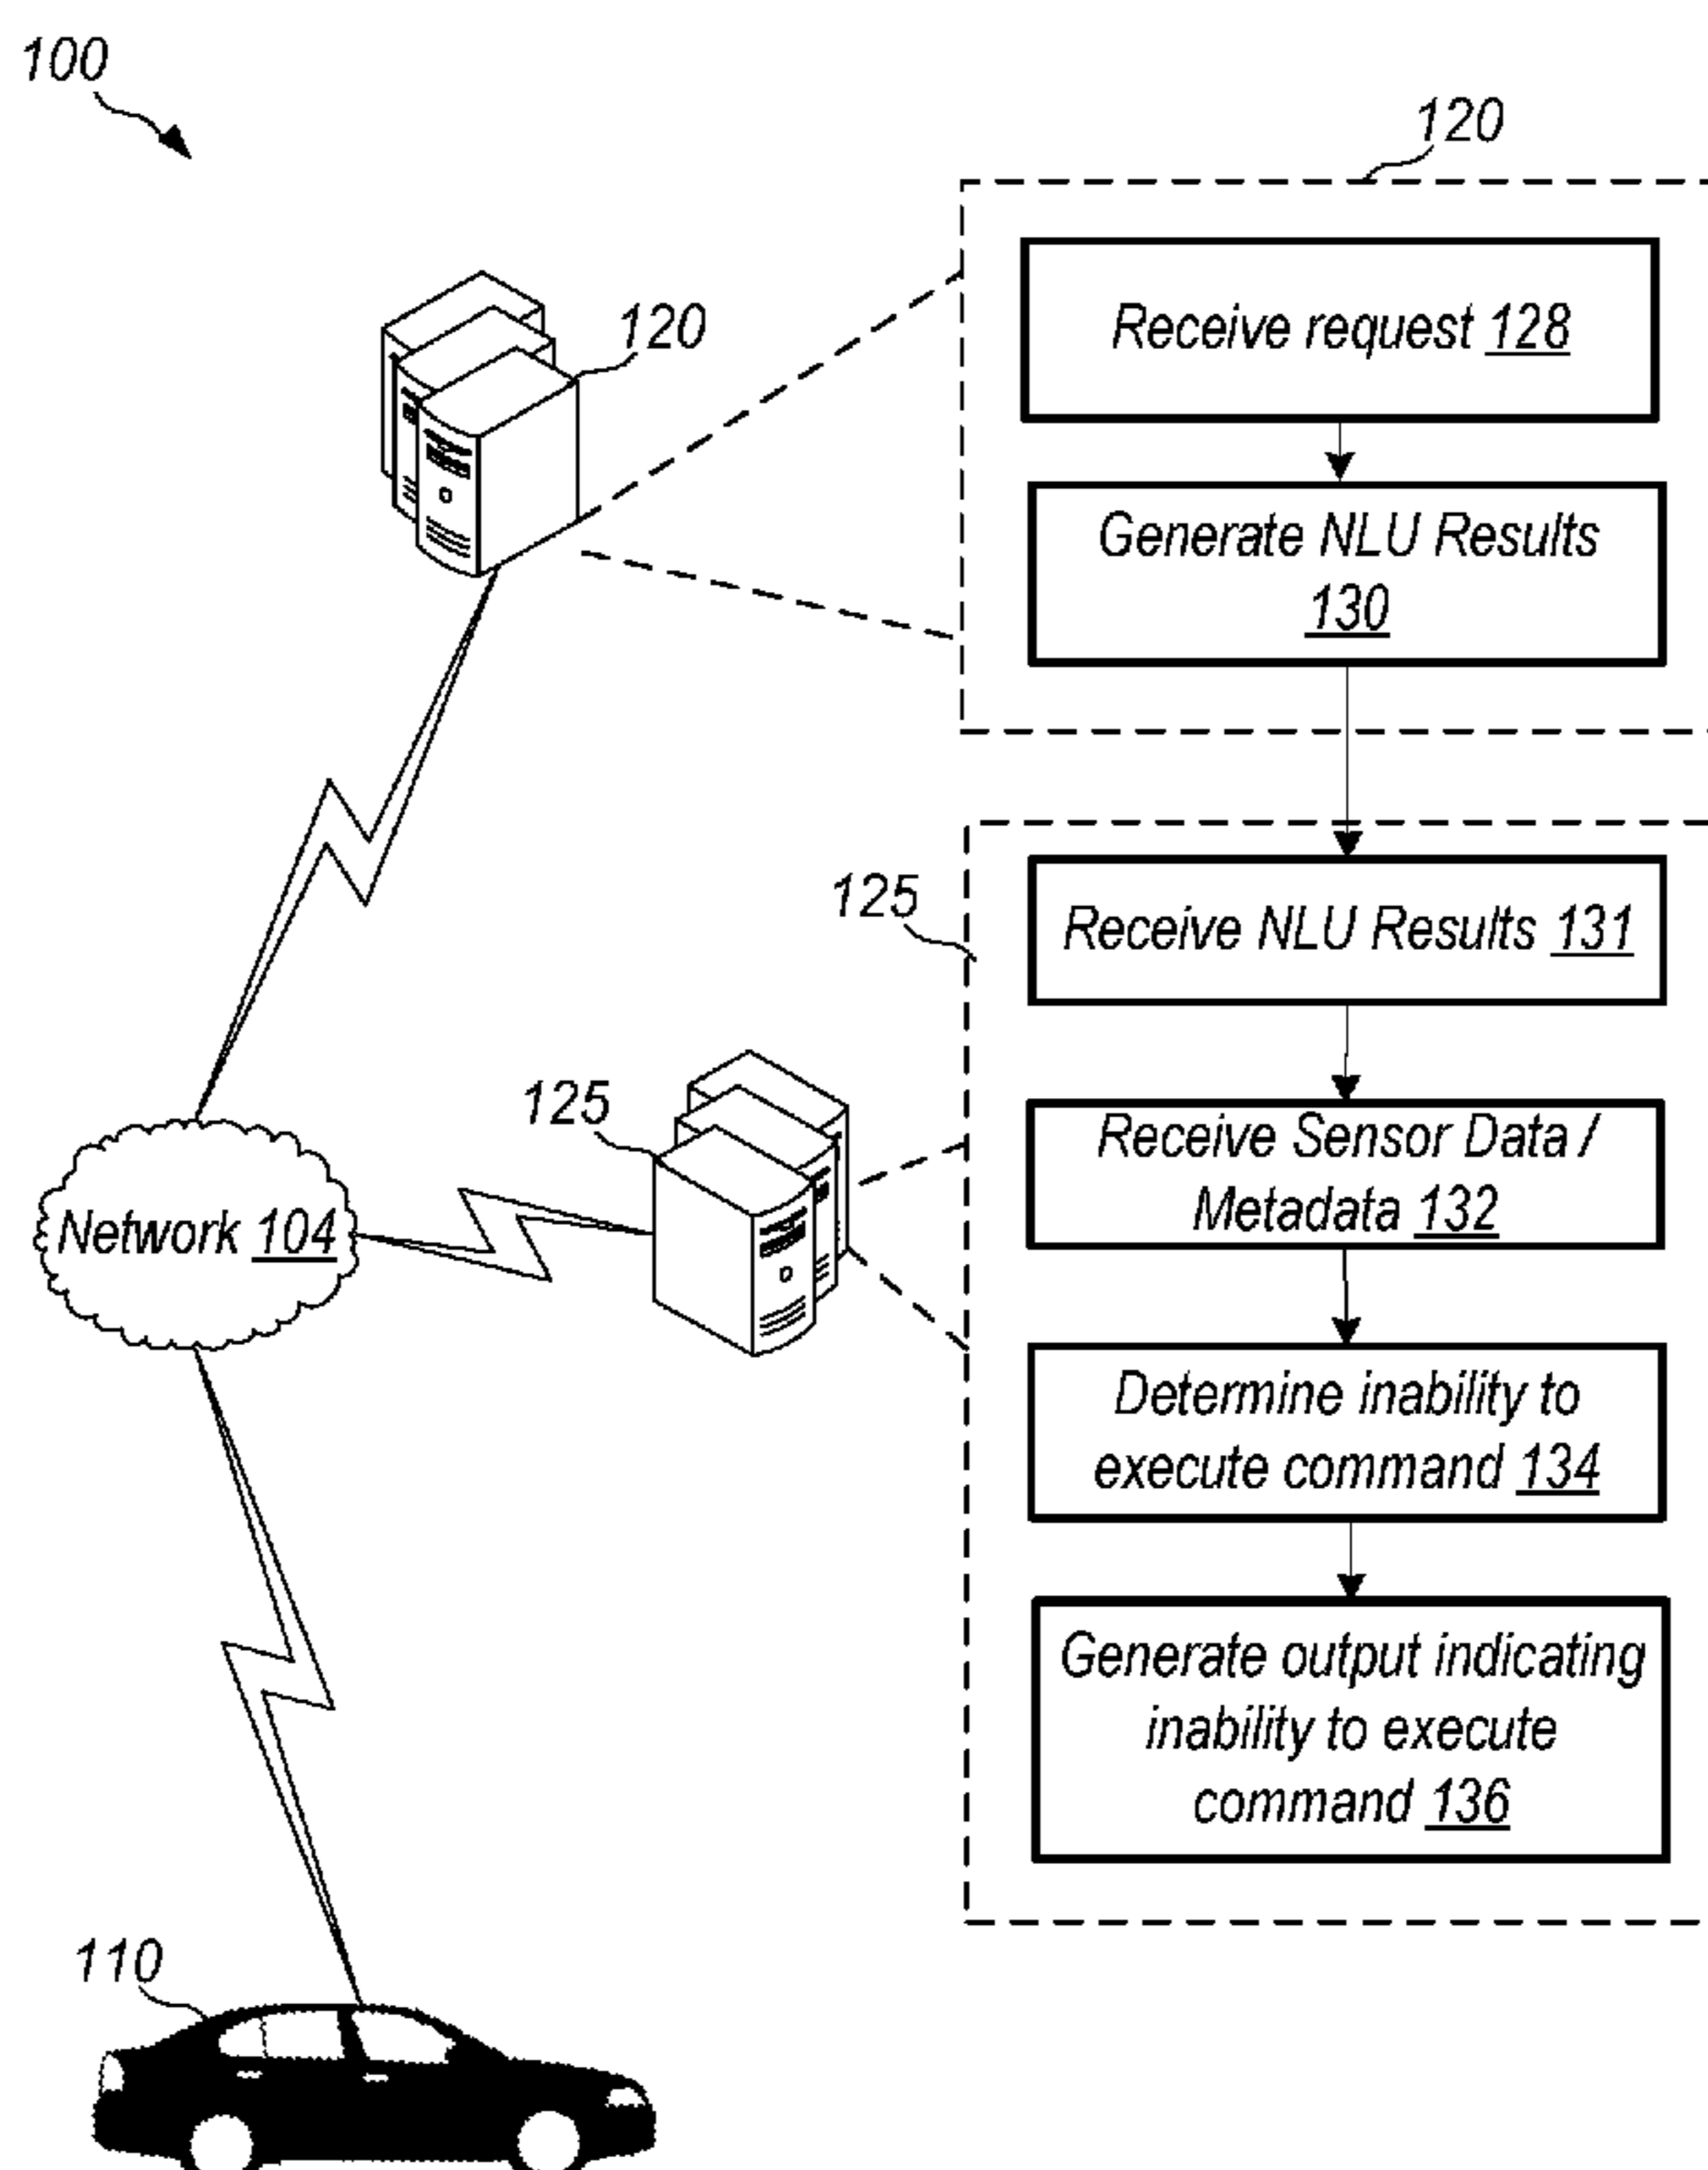 100
120
Receive request 128
120
Generate NLU Results
130
125
Receive NLU Results 131
125
Receive Sensor Data /
Metadata 132
Network 104
Determine inability to
execute command 134
Generate output indicating
inability to execute
command 136
110